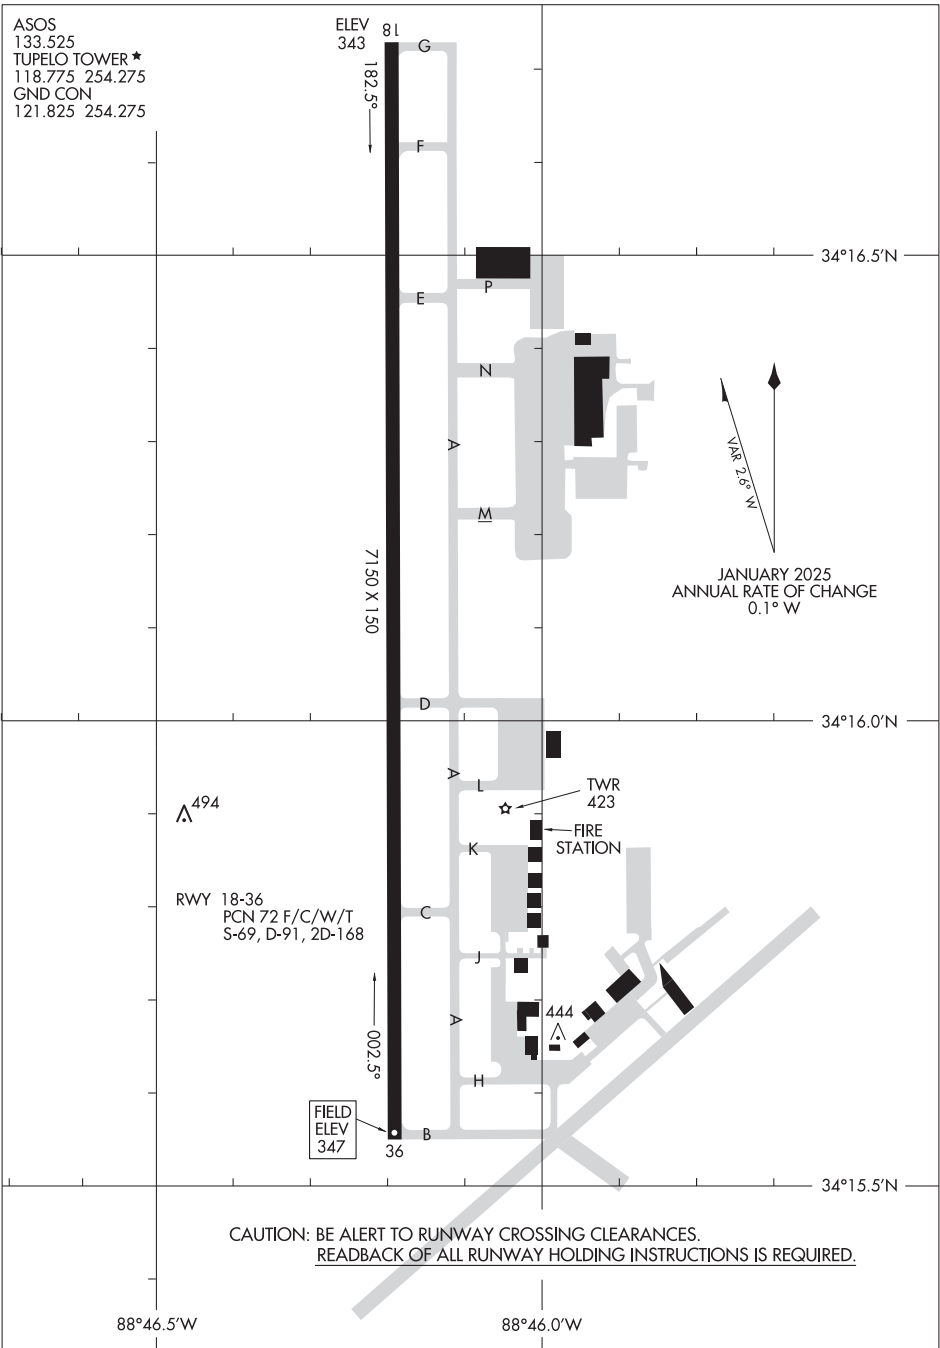 ASOS
133.525
TUPELO TOWER ★
118.775 254.275
GND CON
121.825 254.275
ELEV
343
18
G
182.5°
F
34°16.5'N
P
E
N
A
VAR 2.6° W
M
7150 X 150
JANUARY 2025
ANNUAL RATE OF CHANGE
0.1° W
D
34°16.0'N
A
L
TWR
423
494
FIRE
STATION
K
RWY 18-36
PCN 72 F/C/W/T
S-69, D-91, 2D-168
C
J
444
A
002.5°
H
FIELD
ELEV
347
B
36
34°15.5'N
CAUTION: BE ALERT TO RUNWAY CROSSING CLEARANCES.
READBACK OF ALL RUNWAY HOLDING INSTRUCTIONS IS REQUIRED.
88°46.5'W
88°46.0'W